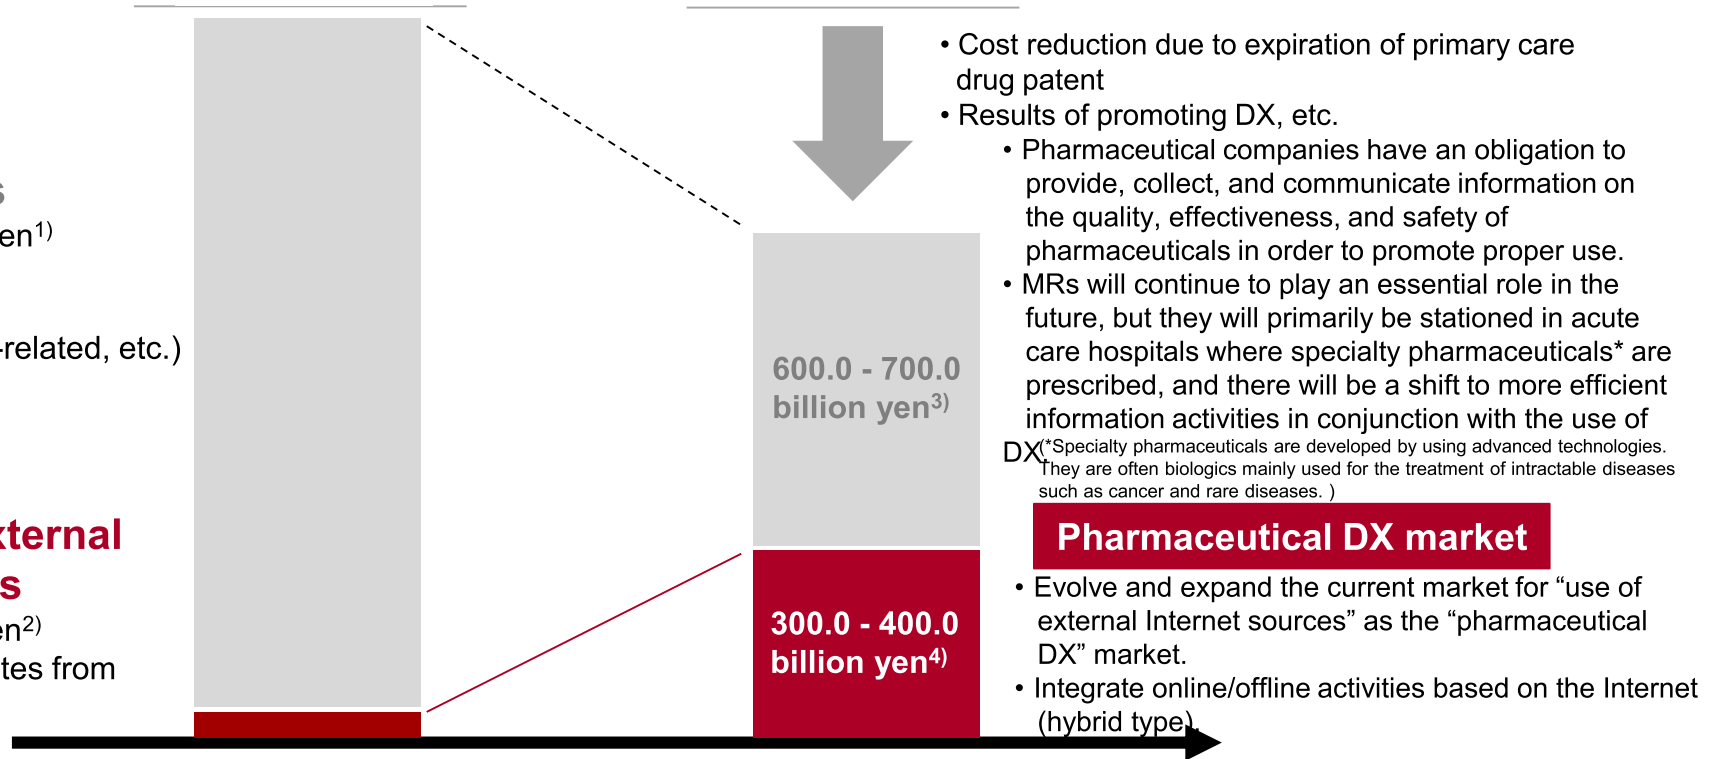 • Cost reduction due to expiration of primary care
drug patent
• Results of promoting DX, etc.
• Pharmaceutical companies have an obligation to
provide, collect, and communicate information on
the quality, effectiveness, and safety of
pharmaceuticals in order to promote proper use.
• MRs will continue to play an essential role in the
future, but they will primarily be stationed in acute
care hospitals where specialty pharmaceuticals* are
prescribed, and there will be a shift to more efficient
information activities in conjunction with the use of
DX.
(*Specialty pharmaceuticals are developed by using advanced technologies.
They are often biologics mainly used for the treatment of intractable diseases
such as cancer and rare diseases. )
s
en1)
-related, etc.)
600.0 - 700.0
billion yen3)
xternal
s
en2)
tes from
300.0 - 400.0
billion yen4)
Pharmaceutical DX market
• Evolve and expand the current market for “use of
external Internet sources” as the “pharmaceutical
DX” market.
• Integrate online/offline activities based on the Internet
(hybrid type).